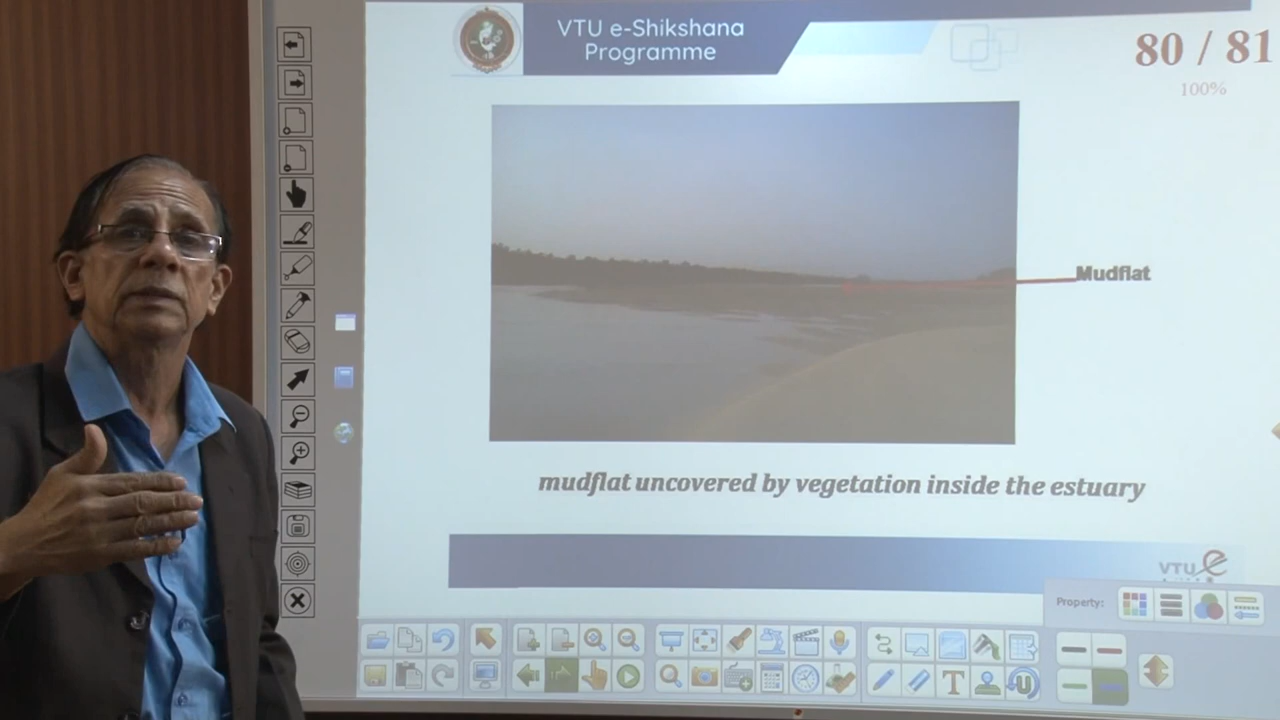 VTU e-Shikshana
Programme
80 / 81
100%
Mudflat
mudflat uncovered by vegetation inside the estuary
VTU e
Property:
T